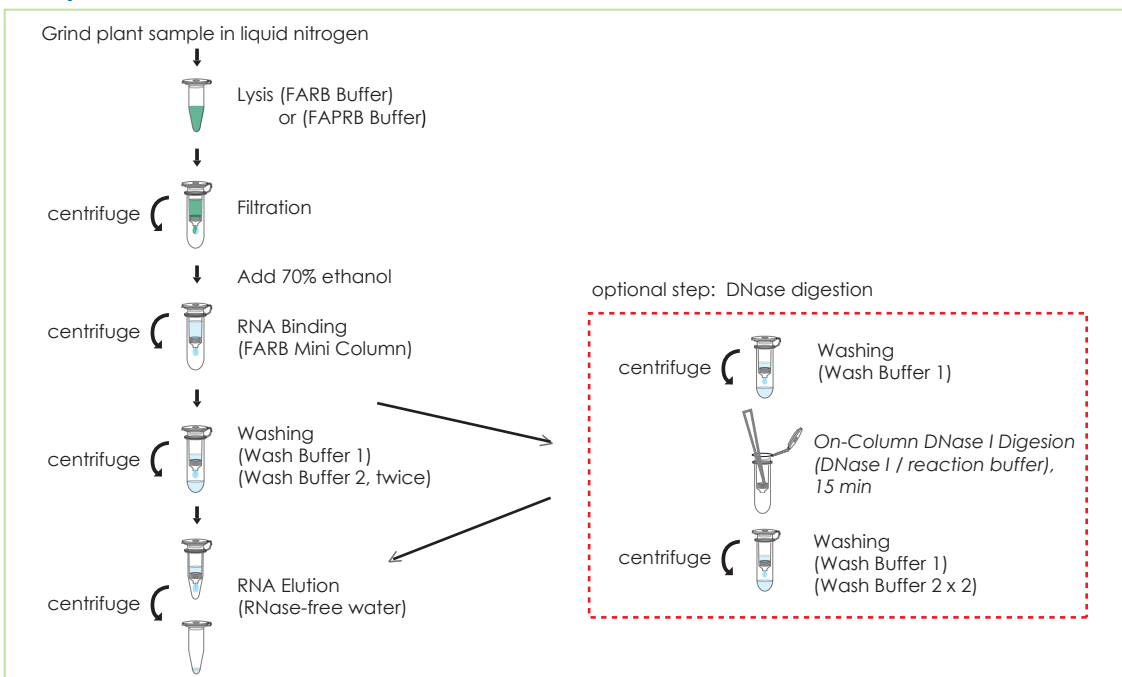 Grind plant sample in liquid nitrogen
Lysis (FARB Buffer)
or (FAPRB Buffer)
centrifuge
Filtration
Add 70% ethanol
centrifuge
RNA Binding
(FARB Mini Column)
centrifuge
Washing
(Wash Buffer 1)
(Wash Buffer 2, twice)
centrifuge
RNA Elution
(RNase-free water)
optional step: DNase digestion
centrifuge
Washing
(Wash Buffer 1)
On-Column DNase I Digesion
(DNase I / reaction buffer),
15 min
centrifuge
Washing
(Wash Buffer 1)
(Wash Buffer 2 x 2)